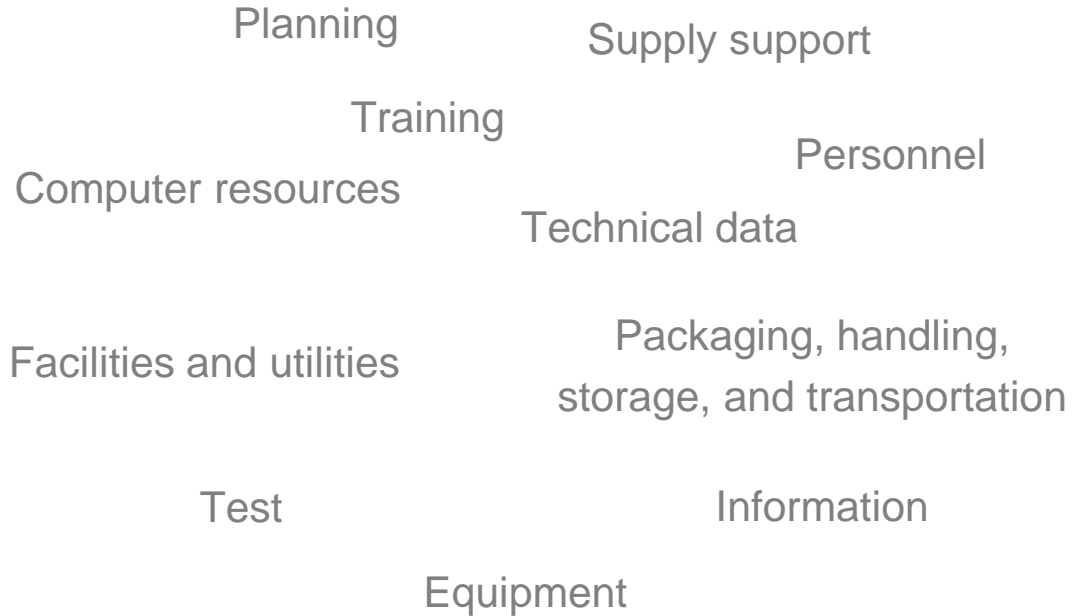 Planning
Supply support
Training
Personnel
Computer resources
Technical data
Packaging, handling,
storage, and transportation
Facilities and utilities
Test
Information
Equipment